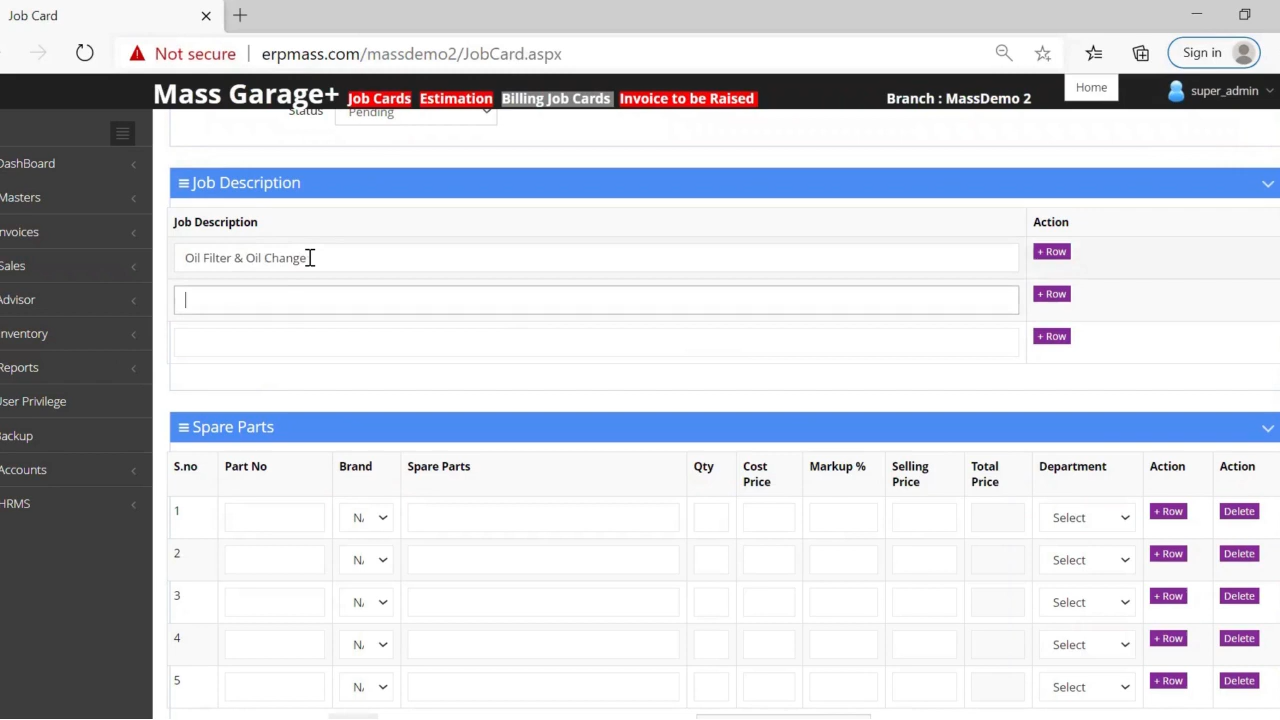 Job Card
Not secure erpmass.com/massdemo2/JobCard.aspx Sign in
Home
Mass Garage+ Job Cards Estimation Billing Job Cards Invoice to be Raised Branch : MassDemo 2 super_admin
Status Pending
DashBoard
Masters
Invoices
Sales
Advisor
Inventory
Reports
User Privilege
Backup
Accounts
HRMS
Job Description
Job Description Action
Oil Filter & Oil Change + Row
+ Row
+ Row
Spare Parts
S.no Part No Brand Spare Parts Qty Cost Price Markup % Selling Price Total Price Department Action Action
1 N/ Select + Row Delete
2 N/ Select + Row Delete
3 N/ Select + Row Delete
4 N/ Select + Row Delete
5 N/ Select + Row Delete